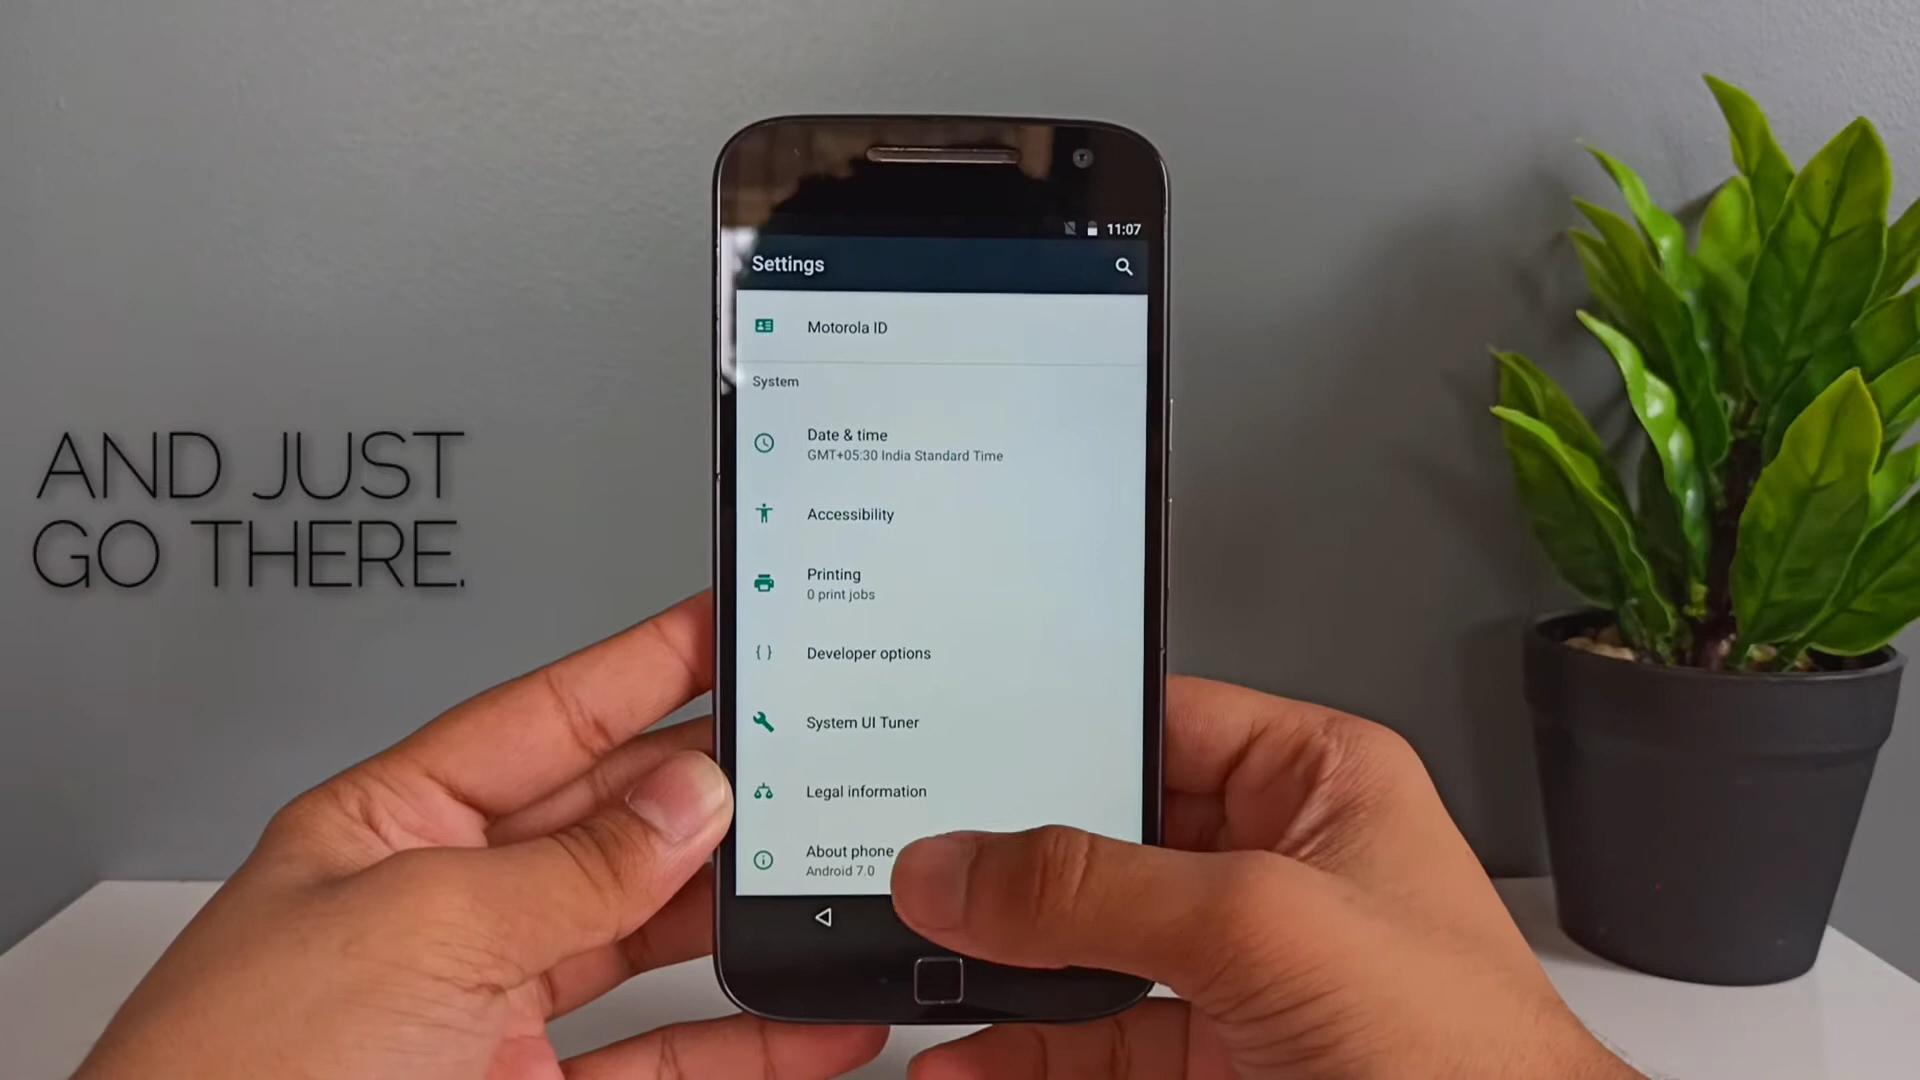 AND JUST
GO THERE.
11:07
Settings
Motorola ID
System
Date & time
GMT+05:30 India Standard Time
Accessibility
Printing
0 print jobs
Developer options
System UI Tuner
Legal information
About phone
Android 7.0